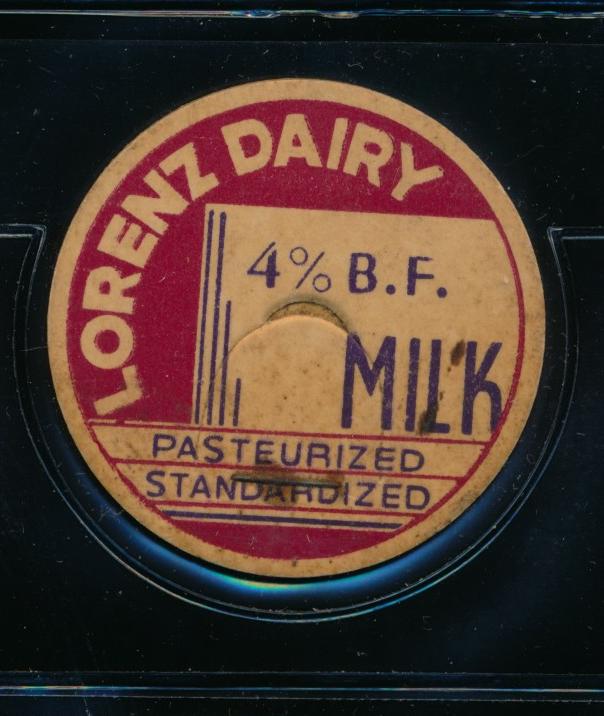 LORENZ DAIRY
4% B.F.
MILK
PASTEURIZED
STANDARDIZED